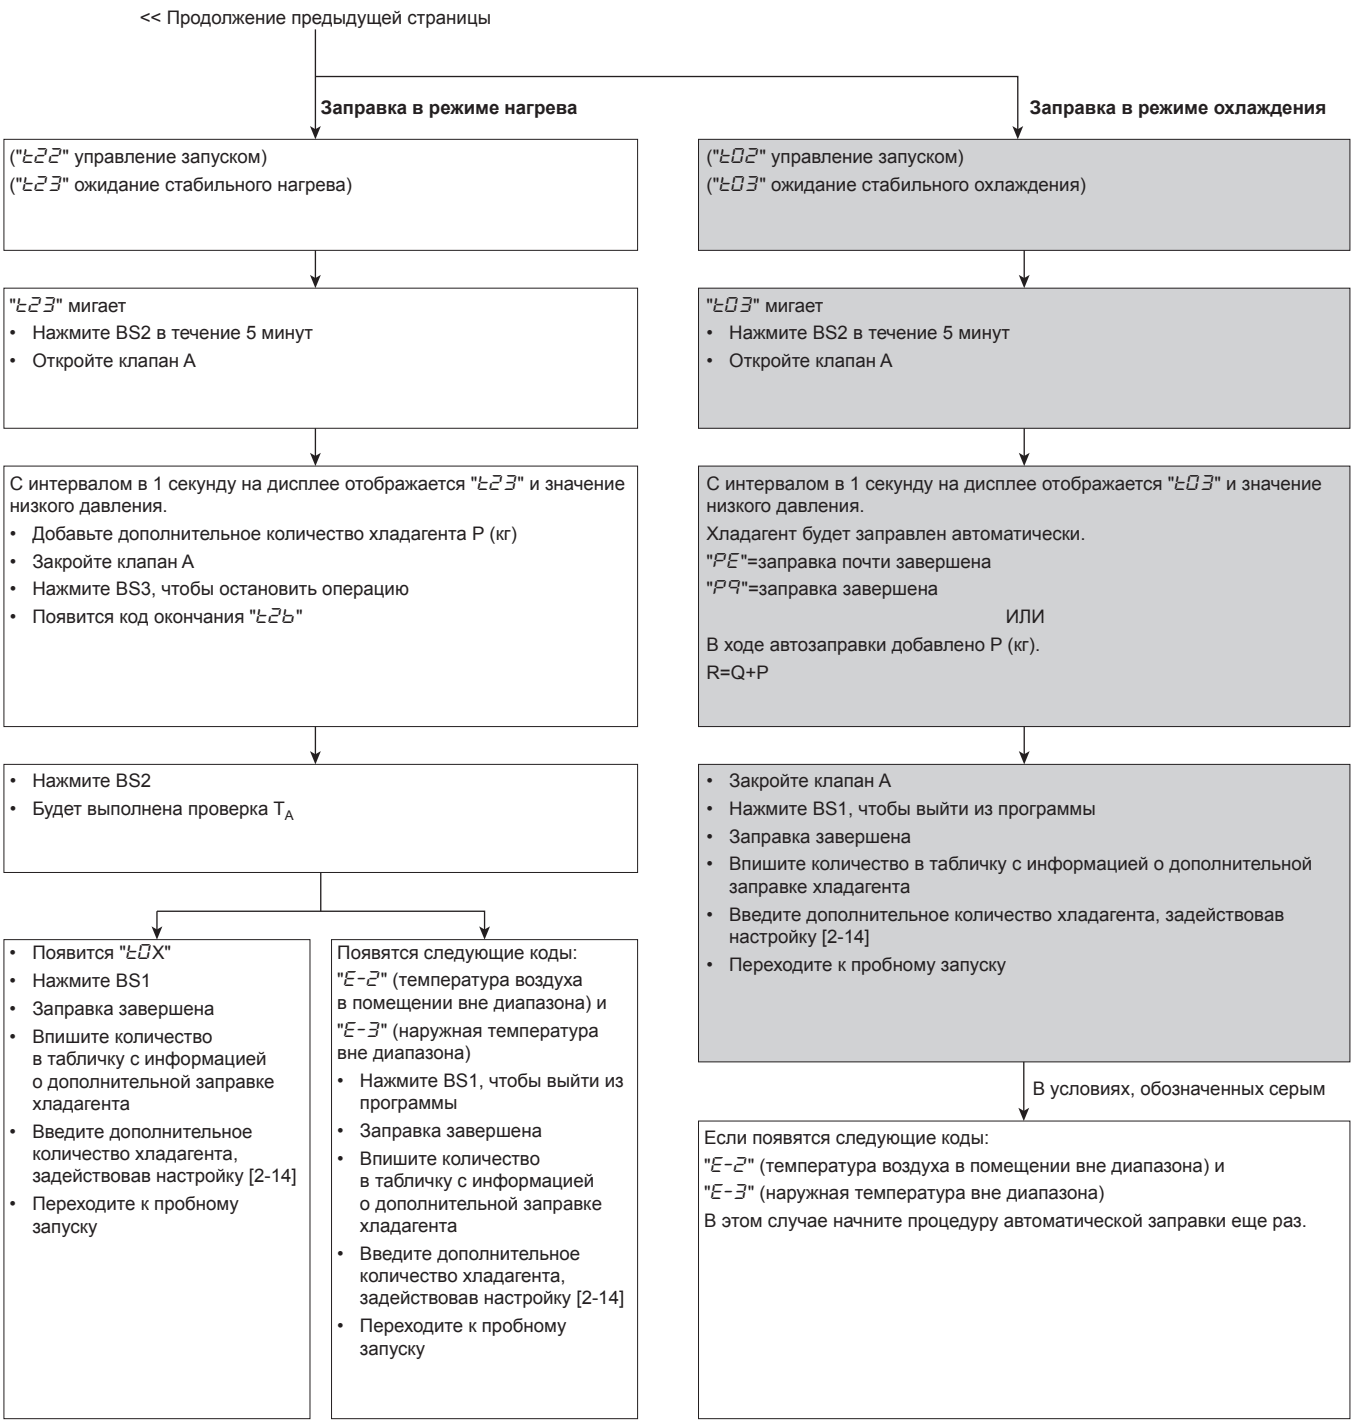 << Продолжение предыдущей страницы
Заправка в режиме нагрева
("t22" управление запуском)
("t23" ожидание стабильного нагрева)
"t23" мигает
• Нажмите BS2 в течение 5 минут
• Откройте клапан A
С интервалом в 1 секунду на дисплее отображается "t23" и значение
низкого давления.
• Добавьте дополнительное количество хладагента P (кг)
• Закройте клапан A
• Нажмите BS3, чтобы остановить операцию
• Появится код окончания "t26"
• Нажмите BS2
• Будет выполнена проверка TA
• Появится "t0X"
• Нажмите BS1
• Заправка завершена
• Впишите количество
в табличку с информацией
о дополнительной заправке
хладагента
• Введите дополнительное
количество хладагента,
задействовав настройку [2-14]
• Переходите к пробному
запуску
Появятся следующие коды:
"E-2" (температура воздуха
в помещении вне диапазона) и
"E-3" (наружная температура
вне диапазона)
• Нажмите BS1, чтобы выйти из
программы
• Заправка завершена
• Впишите количество
в табличку с информацией
о дополнительной заправке
хладагента
• Введите дополнительное
количество хладагента,
задействовав настройку [2-14]
• Переходите к пробному
запуску
Заправка в режиме охлаждения
("t02" управление запуском)
("t03" ожидание стабильного охлаждения)
"t03" мигает
• Нажмите BS2 в течение 5 минут
• Откройте клапан A
С интервалом в 1 секунду на дисплее отображается "t03" и значение
низкого давления.
Хладагент будет заправлен автоматически.
"PE"=заправка почти завершена
"P9"=заправка завершена
ИЛИ
В ходе автозаправки добавлено P (кг).
R=Q+P
• Закройте клапан A
• Нажмите BS1, чтобы выйти из программы
• Заправка завершена
• Впишите количество в табличку с информацией о дополнительной
заправке хладагента
• Введите дополнительное количество хладагента, задействовав
настройку [2-14]
• Переходите к пробному запуску
В условиях, обозначенных серым
Если появятся следующие коды:
"E-2" (температура воздуха в помещении вне диапазона) и
"E-3" (наружная температура вне диапазона)
В этом случае начните процедуру автоматической заправки еще раз.